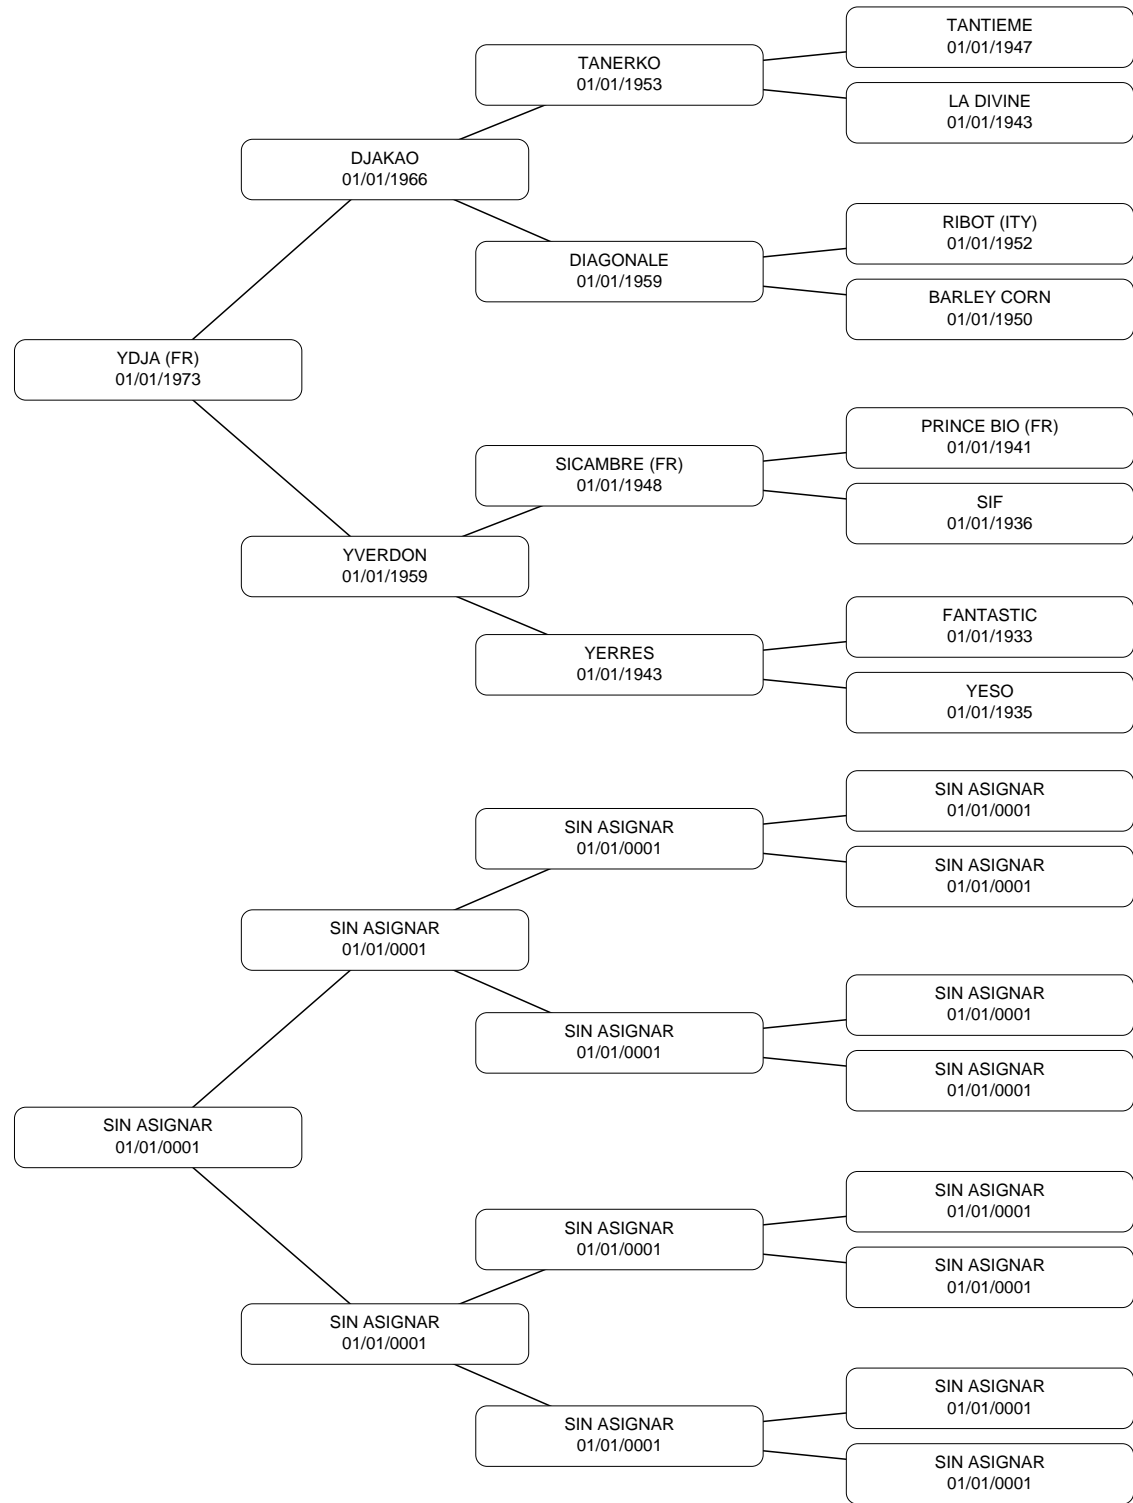 TANTIEME
01/01/1947
TANERKO
01/01/1953
LA DIVINE
01/01/1943
DJAKAO
01/01/1966
RIBOT (ITY)
01/01/1952
DIAGONALE
01/01/1959
BARLEY CORN
01/01/1950
YDJA (FR)
01/01/1973
PRINCE BIO (FR)
01/01/1941
SICAMBRE (FR)
01/01/1948
SIF
01/01/1936
YVERDON
01/01/1959
FANTASTIC
01/01/1933
YERRES
01/01/1943
YESO
01/01/1935
SIN ASIGNAR
01/01/0001
SIN ASIGNAR
01/01/0001
SIN ASIGNAR
01/01/0001
SIN ASIGNAR
01/01/0001
SIN ASIGNAR
01/01/0001
SIN ASIGNAR
01/01/0001
SIN ASIGNAR
01/01/0001
SIN ASIGNAR
01/01/0001
SIN ASIGNAR
01/01/0001
SIN ASIGNAR
01/01/0001
SIN ASIGNAR
01/01/0001
SIN ASIGNAR
01/01/0001
SIN ASIGNAR
01/01/0001
SIN ASIGNAR
01/01/0001
SIN ASIGNAR
01/01/0001